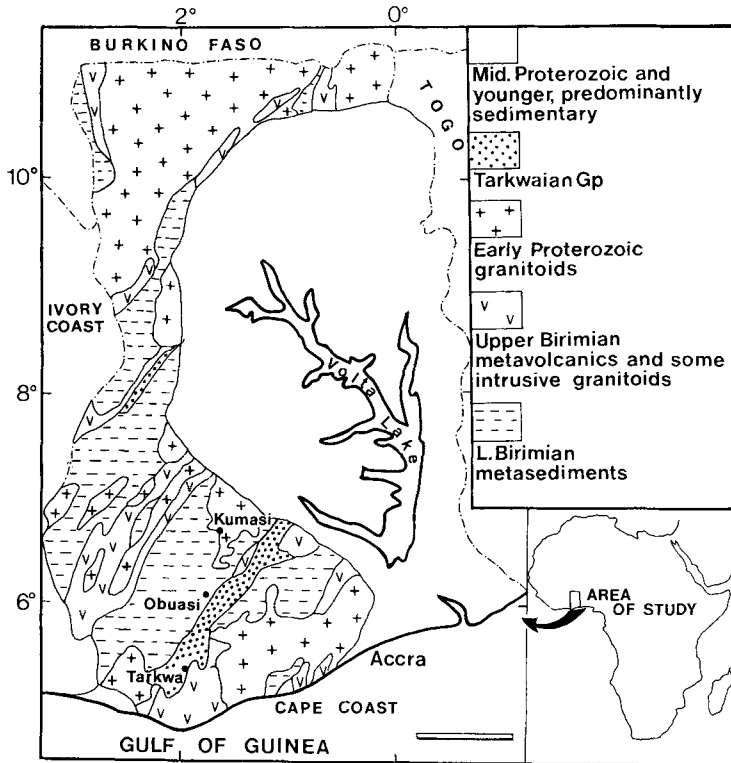 2°
0°
BURKINO FASO
TOGO
10°
IVORY
COAST
8°
Volta Lake
Kumasi
Obuasi
6°
Tarkwa
Accra
CAPE COAST
GULF OF GUINEA
Mid. Proterozoic and
younger, predominantly
sedimentary
Tarkwaian Gp
Early Proterozoic
granitoids
Upper Birimian
metavolcanics and some
intrusive granitoids
L. Birimian
metasediments
AREA
OF STUDY